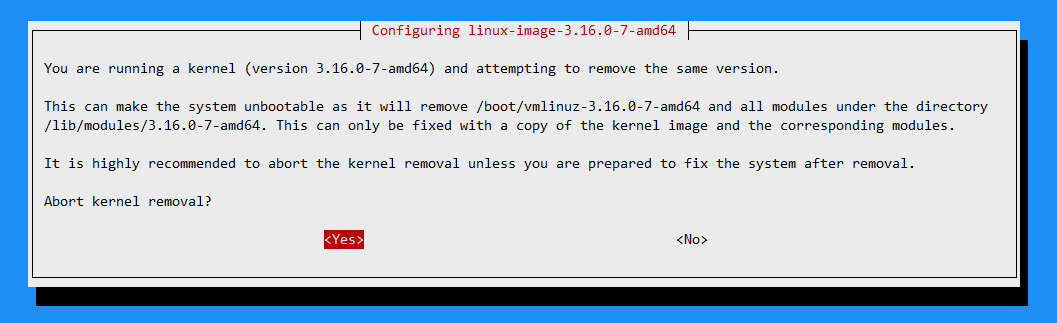 Configuring linux-image-3.16.0-7-amd64
You are running a kernel (version 3.16.0-7-amd64) and attempting to remove the same version.
This can make the system unbootable as it will remove /boot/vmlinuz-3.16.0-7-amd64 and all modules under the directory
/lib/modules/3.16.0-7-amd64. This can only be fixed with a copy of the kernel image and the corresponding modules.
It is highly recommended to abort the kernel removal unless you are prepared to fix the system after removal.
Abort kernel removal?
<Yes> <No>